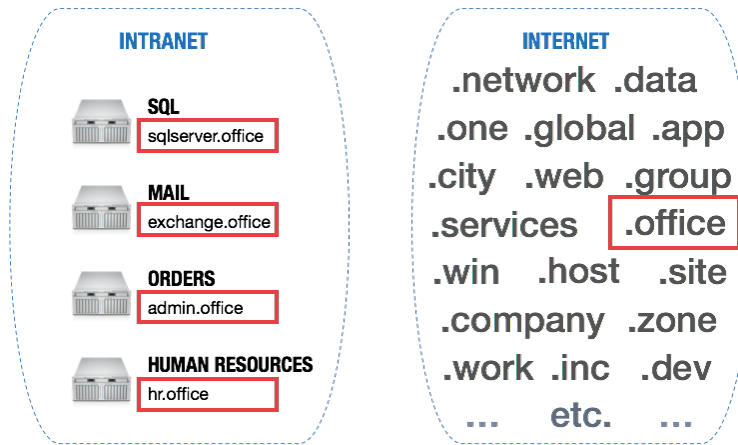 INTRANET
SQL
sqlserver.office
MAIL
exchange.office
ORDERS
admin.office
HUMAN RESOURCES
hr.office
INTERNET
.network .data
.one .global .app
.city .web .group
.services .office
.win .host .site
.company .zone
.work .inc .dev
... etc. ...